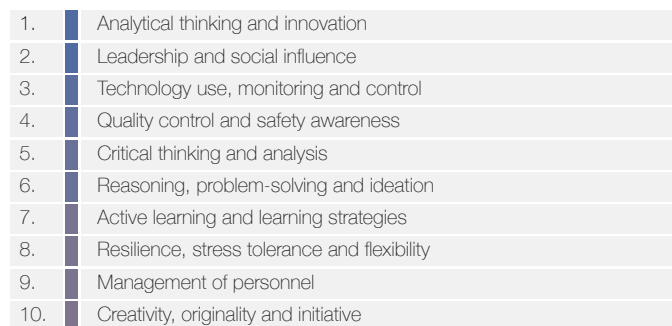 1. Analytical thinking and innovation
2. Leadership and social influence
3. Technology use, monitoring and control
4. Quality control and safety awareness
5. Critical thinking and analysis
6. Reasoning, problem-solving and ideation
7. Active learning and learning strategies
8. Resilience, stress tolerance and flexibility
9. Management of personnel
10. Creativity, originality and initiative